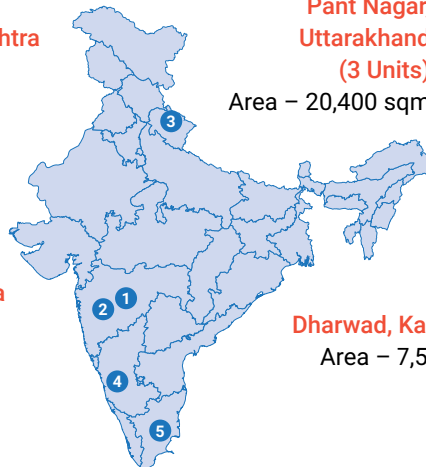 Pant Nagar
htra
Uttarakhand
(3 Units)
Area – 20,400 sqm
3
a
1
2
Dharwad, Ka
Area – 7,5
4
5